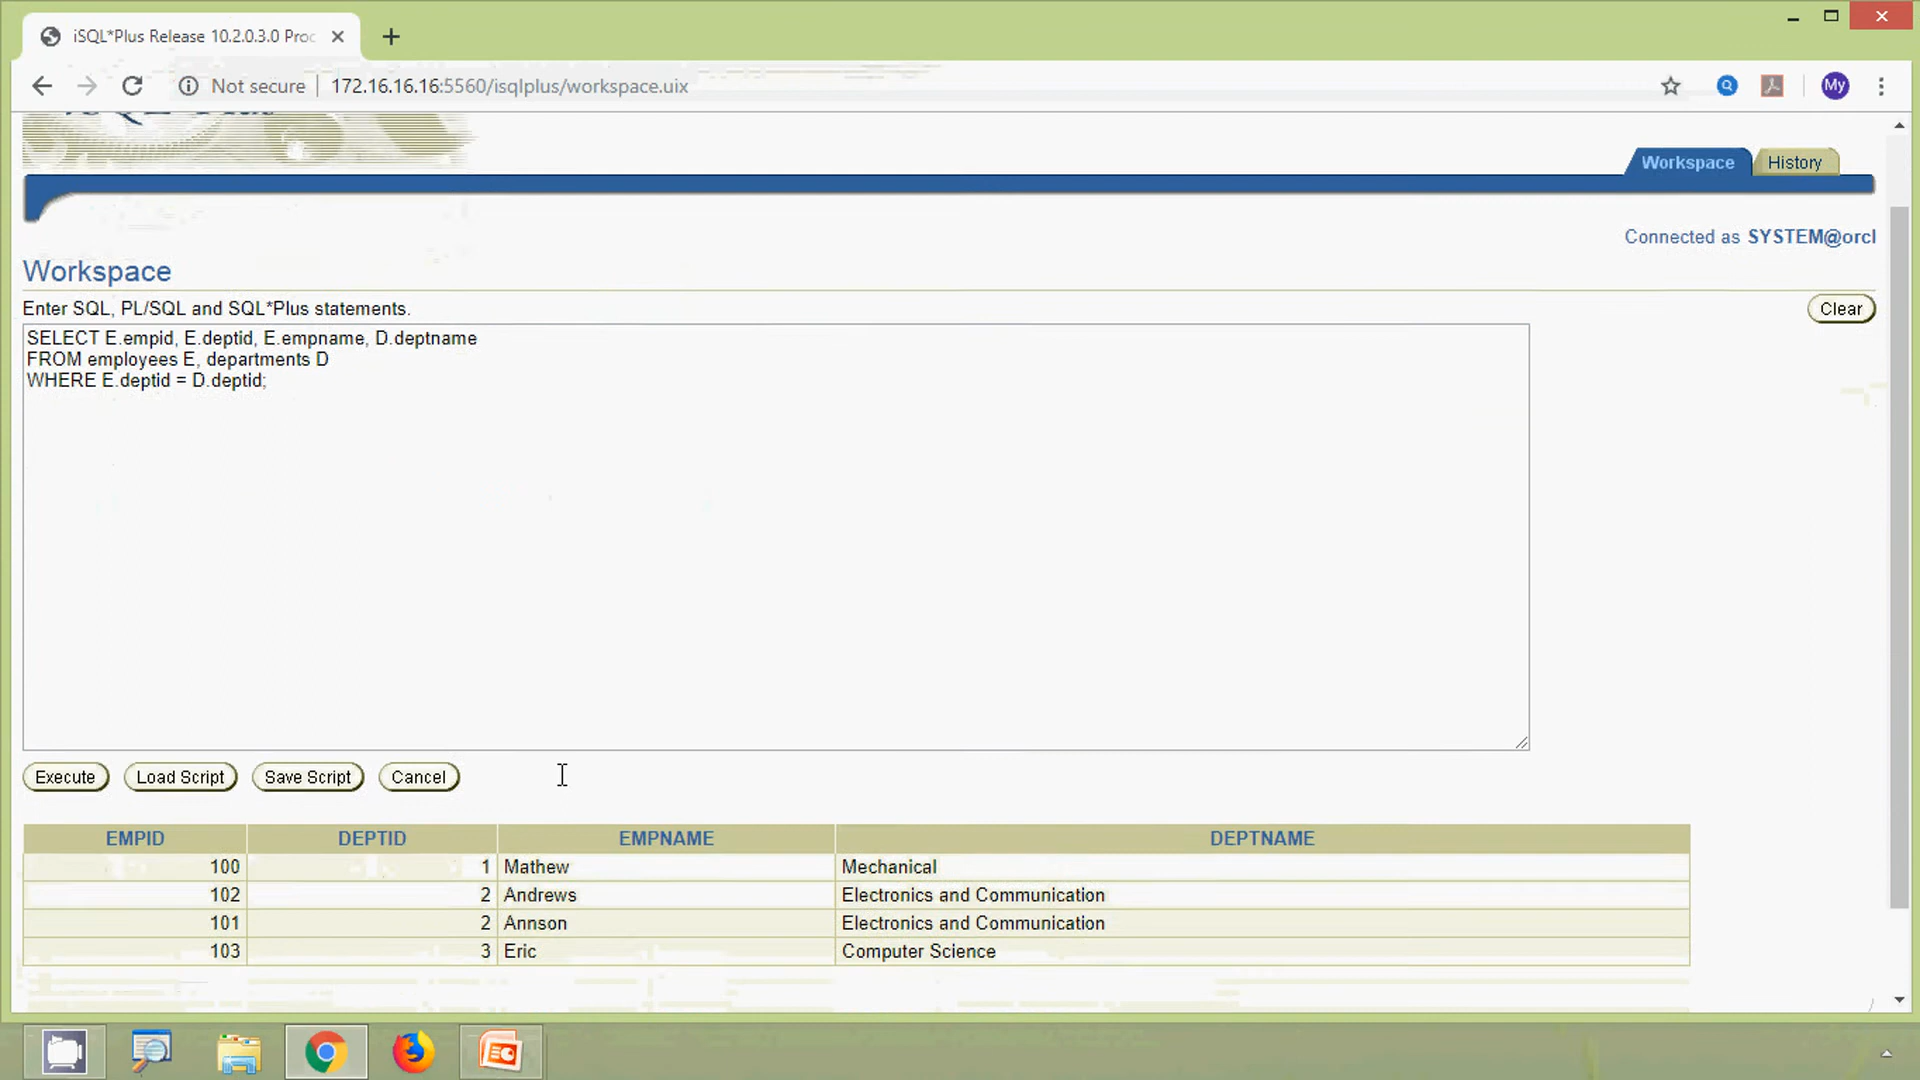 iSQL*Plus Release 10.2.0.3.0 Proc
Not secure
172.16.16.16:5560/isqlplus/workspace.uix
My
Workspace
History
Connected as SYSTEM@orcl
Workspace
Enter SQL, PL/SQL and SQL*Plus statements.
Clear
SELECT E.empid, E.deptid, E.empname, D.deptname
FROM employees E, departments D
WHERE E.deptid = D.deptid;
Execute
Load Script
Save Script
Cancel
EMPID DEPTID EMPNAME DEPTNAME
100 1 Mathew Mechanical
102 2 Andrews Electronics and Communication
101 2 Annson Electronics and Communication
103 3 Eric Computer Science